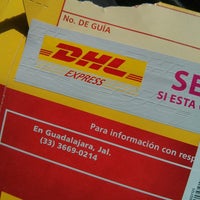 No. DE GUÍA
DHL
EXPRESS
SE
SI ESTA
Para información con resp
En Guadalajara, Jal.
(33) 3669-0214